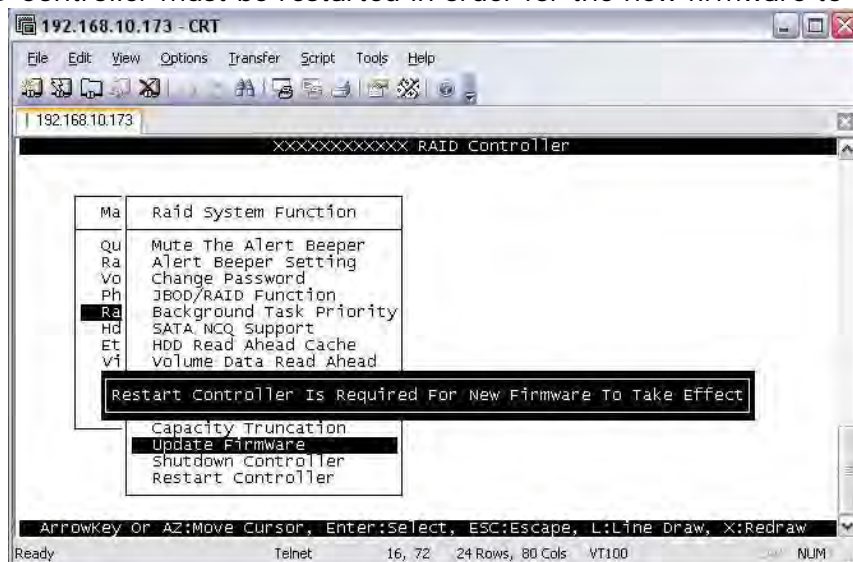 controller must be restarted in order for the new firmware to
192.168.10.173 - CRT
File Edit View Options Transfer Script Tools Help
192.168.10.173
XXXXXXXXXXXX RAID Controller
Ma
Raid System Function
Qu
Mute The Alert Beeper
Ra
Alert Beeper Setting
Vo
Change Password
Ph
JBOD/RAID Function
Ra
Background Task Priority
Hd
SATA NCQ Support
Et
HDD Read Ahead Cache
Vi
Volume Data Read Ahead
Restart Controller Is Required For New Firmware To Take Effect
Capacity Truncation
Update Firmware
Shutdown Controller
Restart Controller
ArrowKey Or AZ:Move Cursor, Enter:Select, ESC:Escape, L:Line Draw, X:Redraw
Ready Telnet 16, 72 24 Rows, 80 Cols VT100 NUM